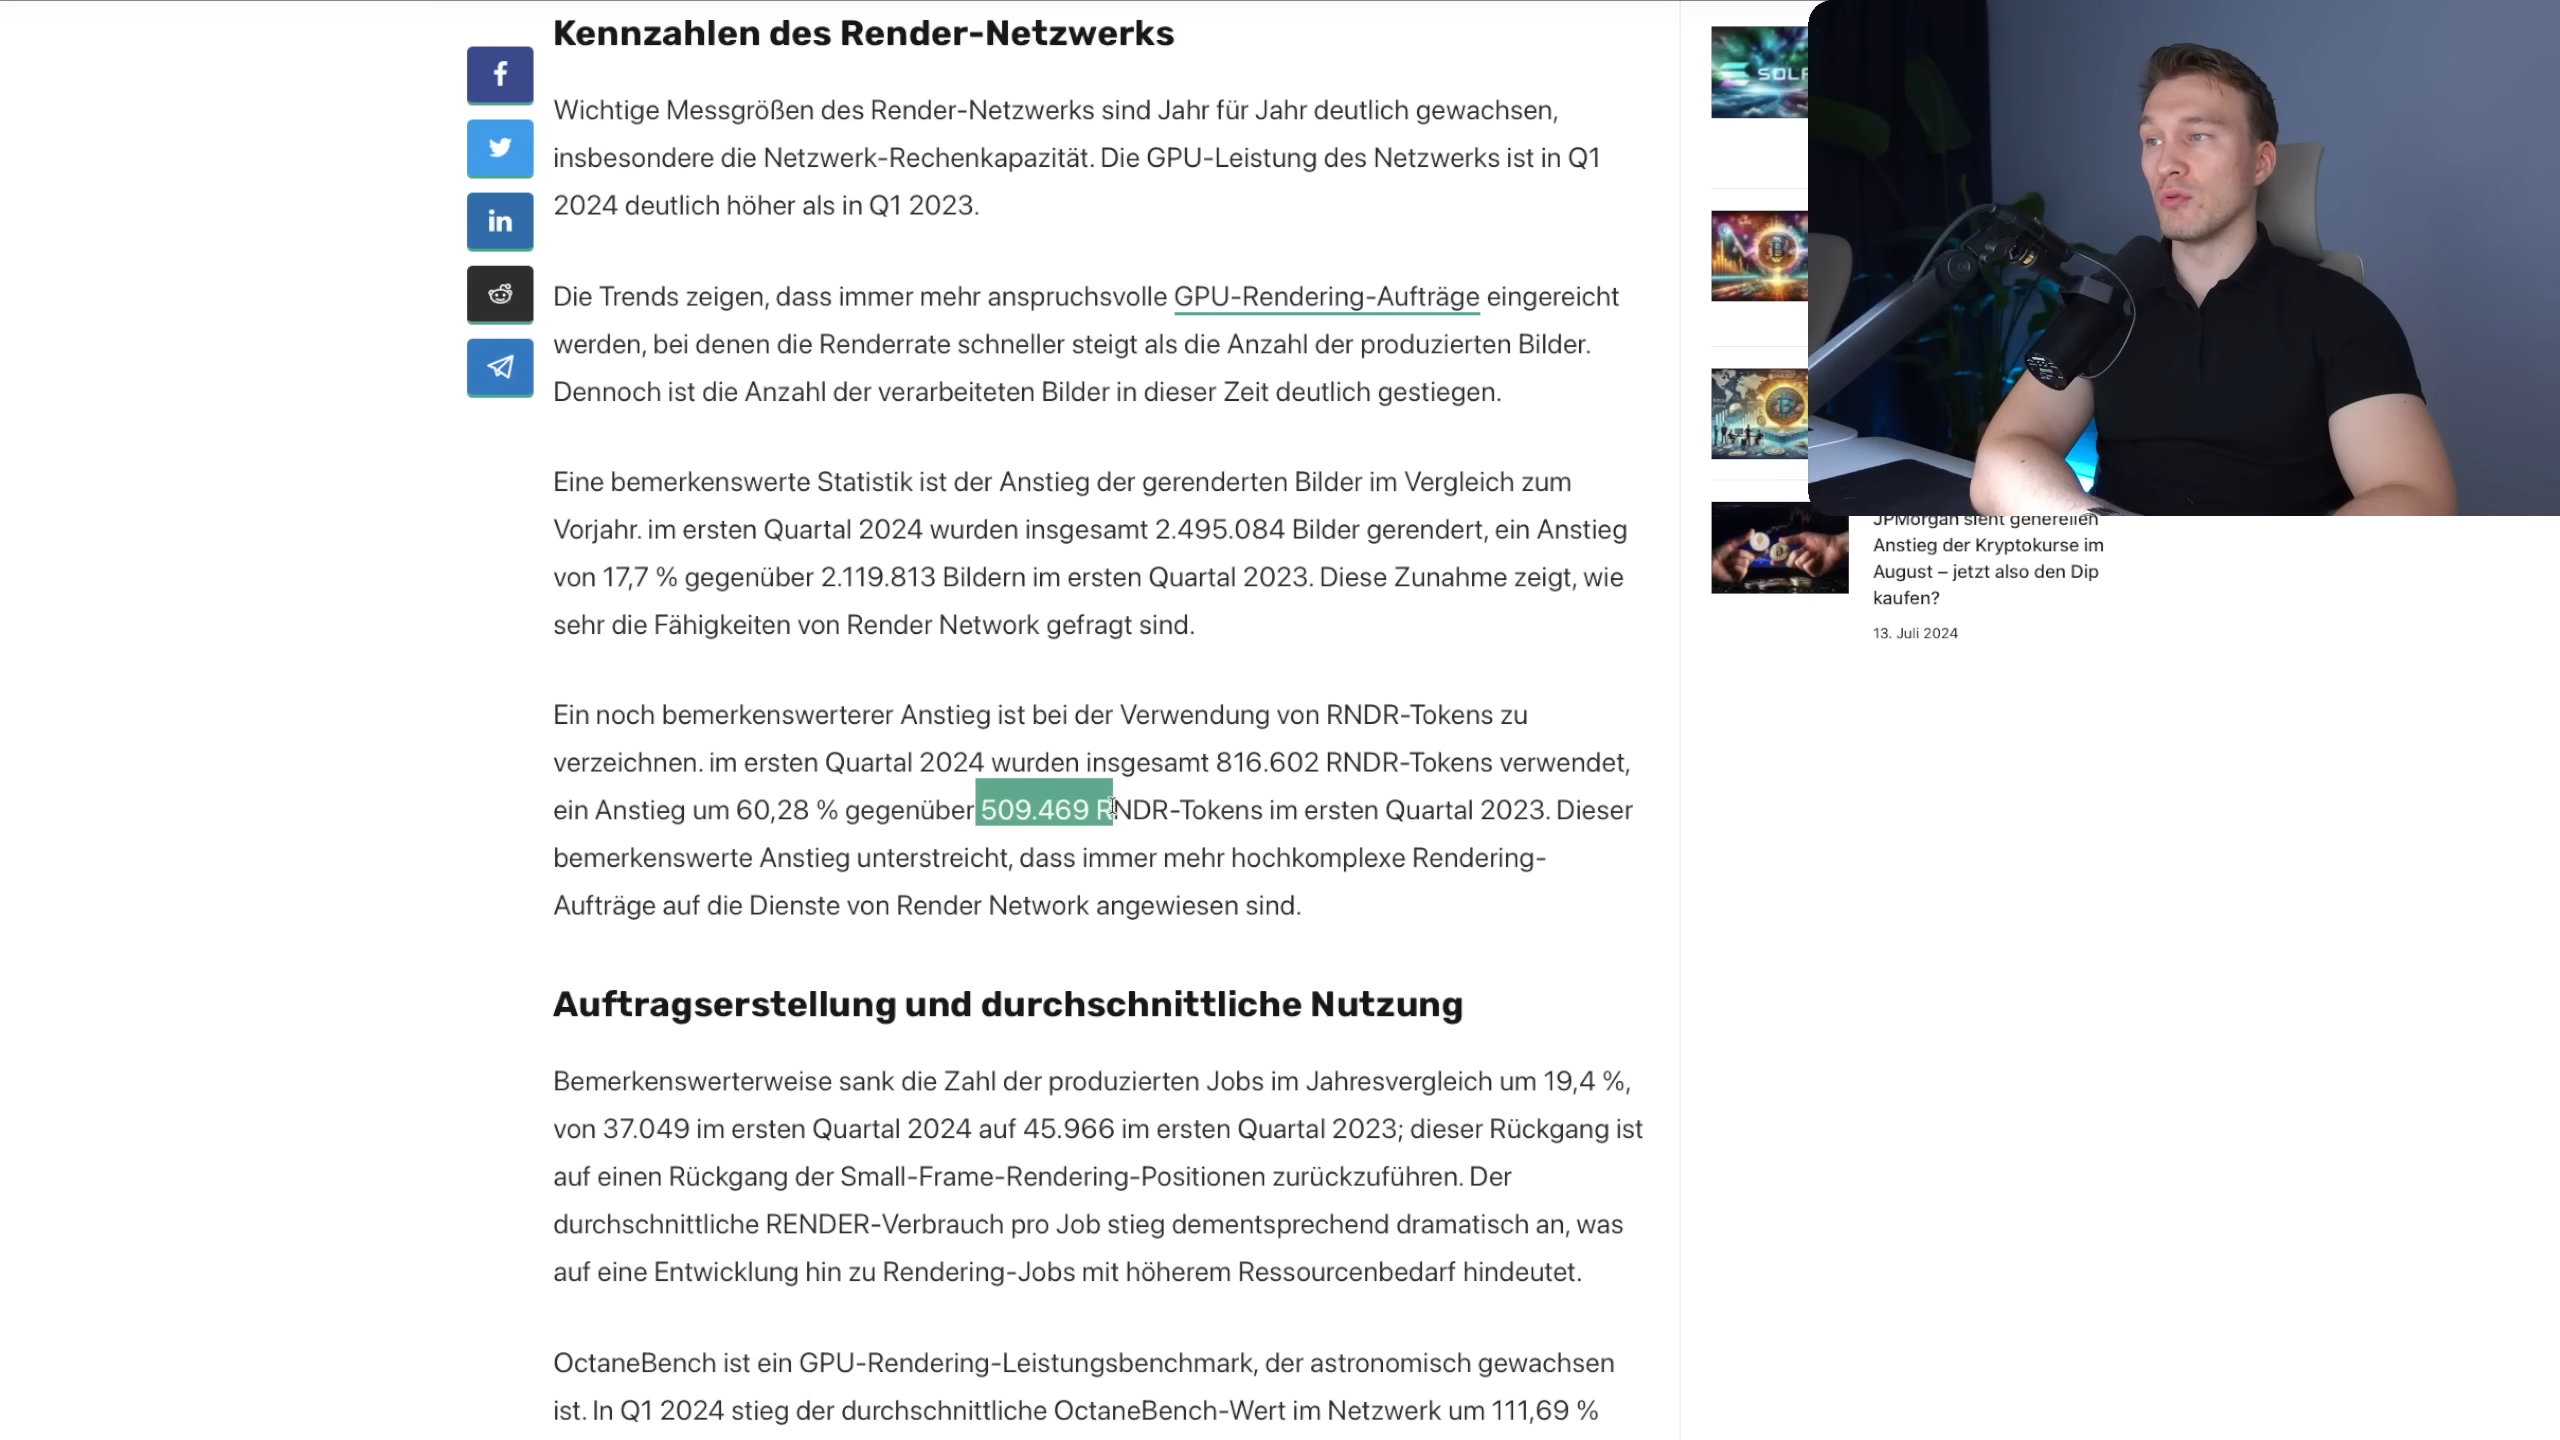 Kennzahlen des Render-Netzwerks
Wichtige Messgrößen des Render-Netzwerks sind Jahr für Jahr deutlich gewachsen,
insbesondere die Netzwerk-Rechenkapazität. Die GPU-Leistung des Netzwerks ist in Q1
2024 deutlich höher als in Q1 2023.
Die Trends zeigen, dass immer mehr anspruchsvolle GPU-Rendering-Aufträge eingereicht
werden, bei denen die Renderrate schneller steigt als die Anzahl der produzierten Bilder.
Dennoch ist die Anzahl der verarbeiteten Bilder in dieser Zeit deutlich gestiegen.
Eine bemerkenswerte Statistik ist der Anstieg der gerenderten Bilder im Vergleich zum
Vorjahr. im ersten Quartal 2024 wurden insgesamt 2.495.084 Bilder gerendert, ein Anstieg
von 17,7 % gegenüber 2.119.813 Bildern im ersten Quartal 2023. Diese Zunahme zeigt, wie
sehr die Fähigkeiten von Render Network gefragt sind.
Ein noch bemerkenswerterer Anstieg ist bei der Verwendung von RNDR-Tokens zu
verzeichnen. im ersten Quartal 2024 wurden insgesamt 816.602 RNDR-Tokens verwendet,
ein Anstieg um 60,28 % gegenüber 509.469 RNDR-Tokens im ersten Quartal 2023. Dieser
bemerkenswerte Anstieg unterstreicht, dass immer mehr hochkomplexe Rendering-
Aufträge auf die Dienste von Render Network angewiesen sind.
Auftragserstellung und durchschnittliche Nutzung
Bemerkenswerterweise sank die Zahl der produzierten Jobs im Jahresvergleich um 19,4 %,
von 37.049 im ersten Quartal 2024 auf 45.966 im ersten Quartal 2023; dieser Rückgang ist
auf einen Rückgang der Small-Frame-Rendering-Positionen zurückzuführen. Der
durchschnittliche RENDER-Verbrauch pro Job stieg dementsprechend dramatisch an, was
auf eine Entwicklung hin zu Rendering-Jobs mit höherem Ressourcenbedarf hindeutet.
OctaneBench ist ein GPU-Rendering-Leistungsbenchmark, der astronomisch gewachsen
ist. In Q1 2024 stieg der durchschnittliche OctaneBench-Wert im Netzwerk um 111,69 %
JPMorgan sieht generellen
Anstieg der Kryptokurse im
August – jetzt also den Dip
kaufen?
13. Juli 2024